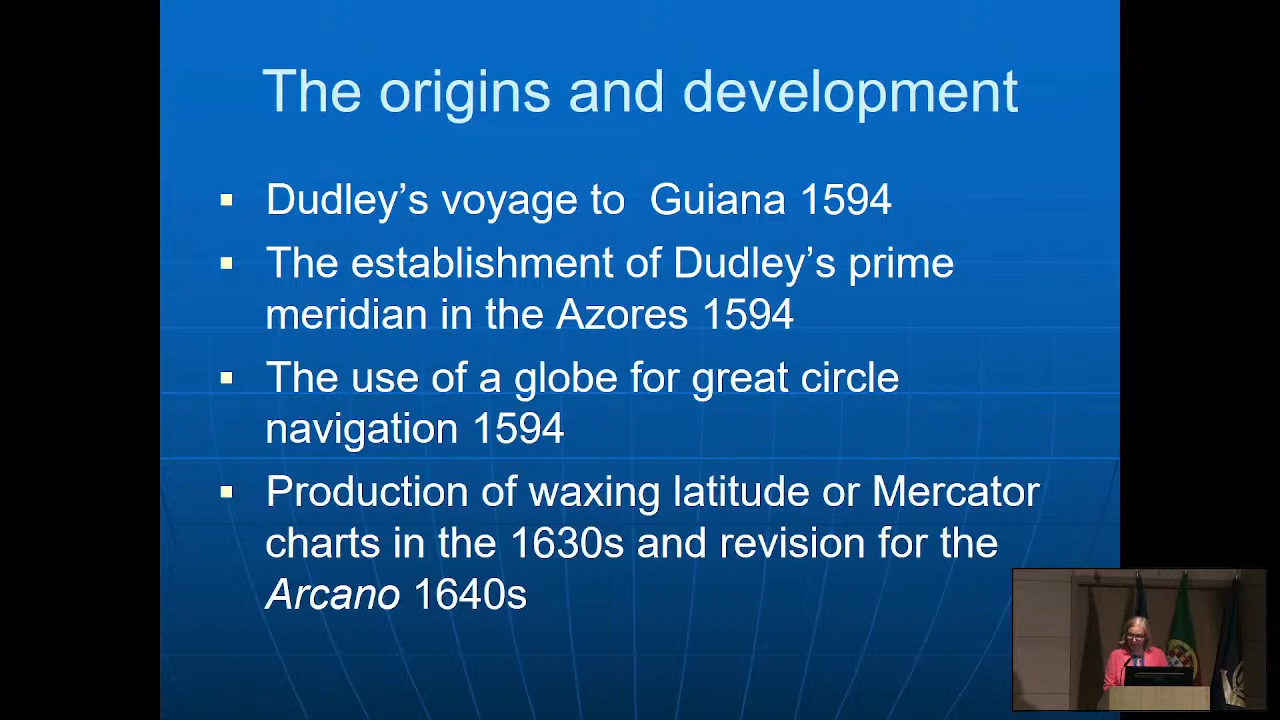 The origins and development
▪ Dudley’s voyage to Guiana 1594
▪ The establishment of Dudley’s prime
meridian in the Azores 1594
▪ The use of a globe for great circle
navigation 1594
▪ Production of waxing latitude or Mercator
charts in the 1630s and revision for the
Arcano 1640s